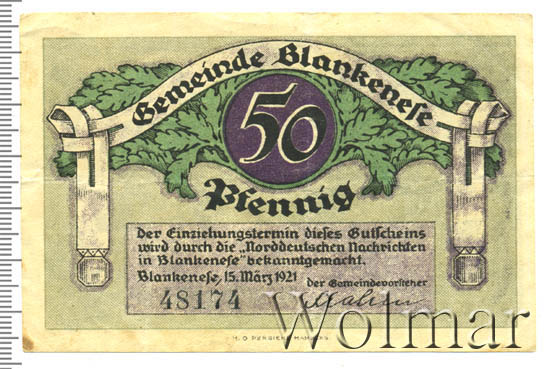 Gemeinde Blankenese
50
Pfennig
Der Einziehungstermin dieses Gutscheins
wird durch die „Norddeutschen Nachrichten
in Blankenese" bekanntgemacht.
Blankenese, 15. März 1921
der Gemeindevorsteher
48174
Wolmar